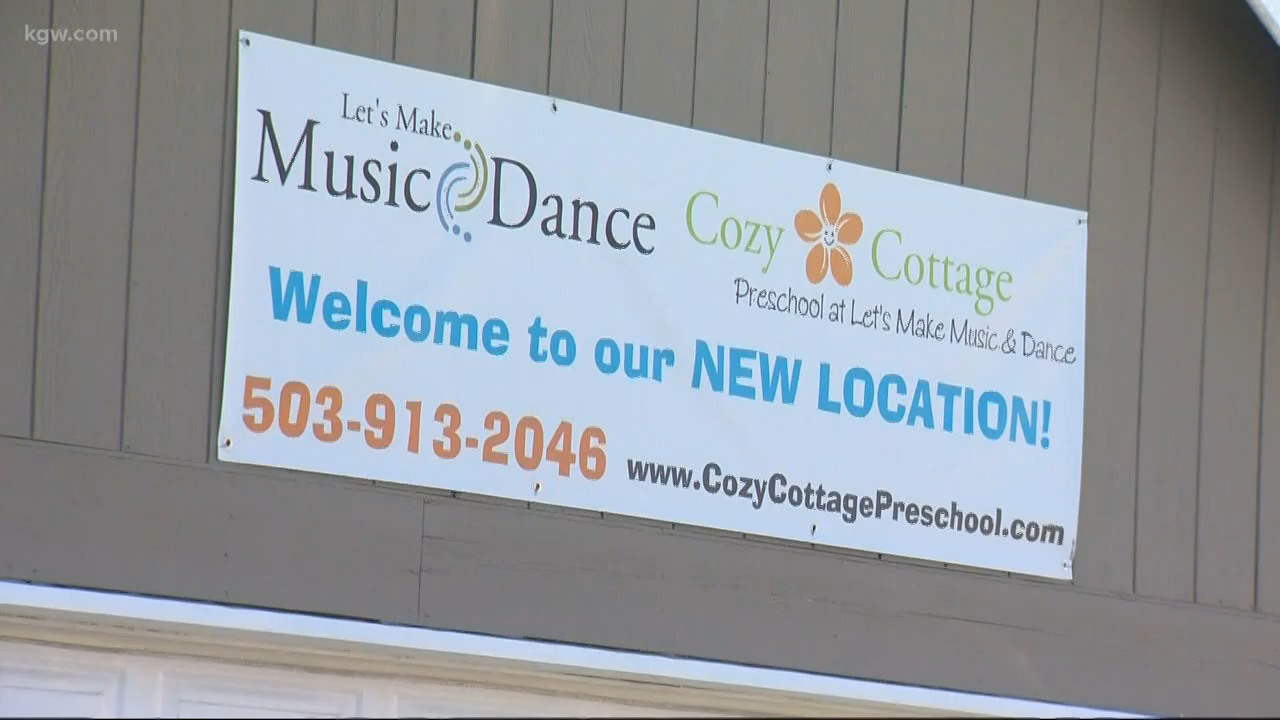 kgw.com
Let's Make
Music Dance
Cozy Cottage
Preschool at Let's Make Music & Dance
Welcome to our NEW LOCATION!
503-913-2046
www.CozyCottagePreschool.com